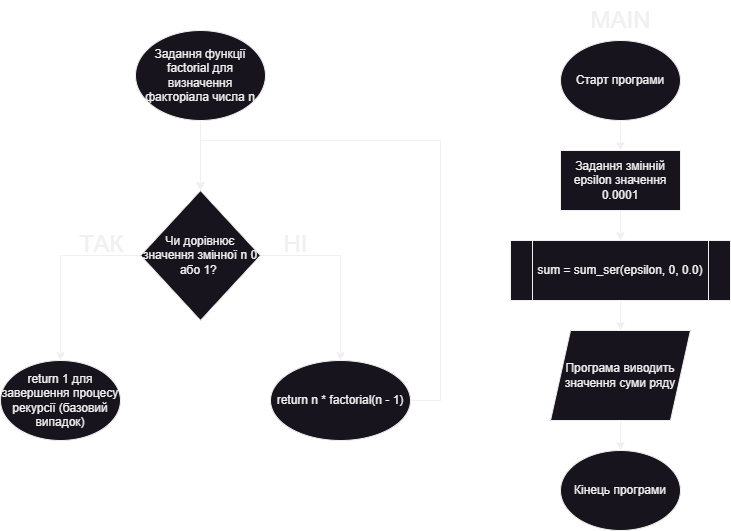 MAIN
Задання функції
factorial для
визначення
факторіала числа n
Старт програми
Задання змінній
epsilon значення
0.0001
ТАК
НІ
Чи дорівнює
значення змінної n 0
або 1?
sum = sum_ser(epsilon, 0, 0.0)
return 1 для
завершення процесу
рекурсії (базовий
випадок)
return n * factorial(n - 1)
Програма виводить
значення суми ряду
Кінець програми